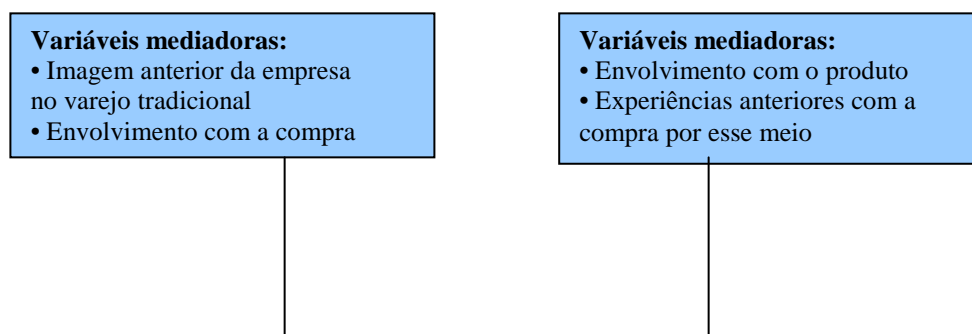 Variáveis mediadoras:
• Imagem anterior da empresa
no varejo tradicional
• Envolvimento com a compra
Variáveis mediadoras:
• Envolvimento com o produto
• Experiências anteriores com a
compra por esse meio